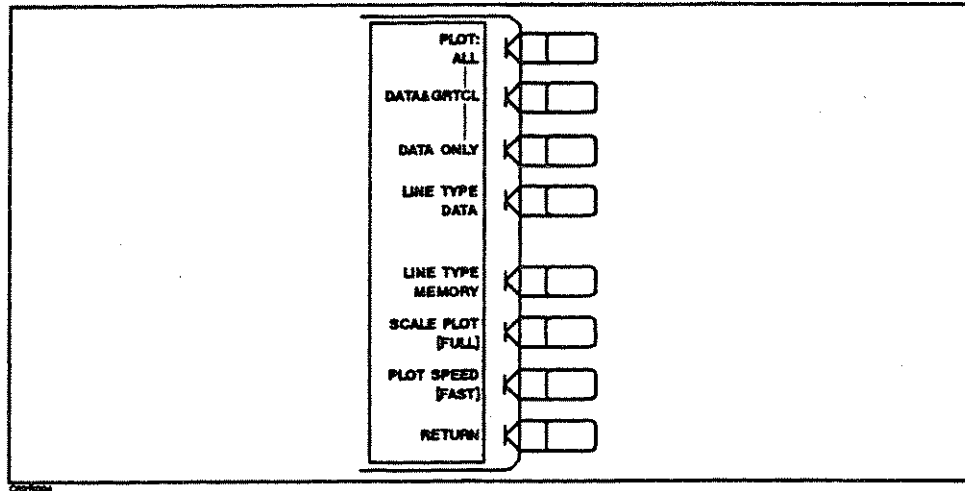 PLOT:
ALL
DATA&GRTCL
DATA ONLY
LINE TYPE
DATA
LINE TYPE
MEMORY
SCALE PLOT
[FULL]
PLOT SPEED
[FAST]
RETURN